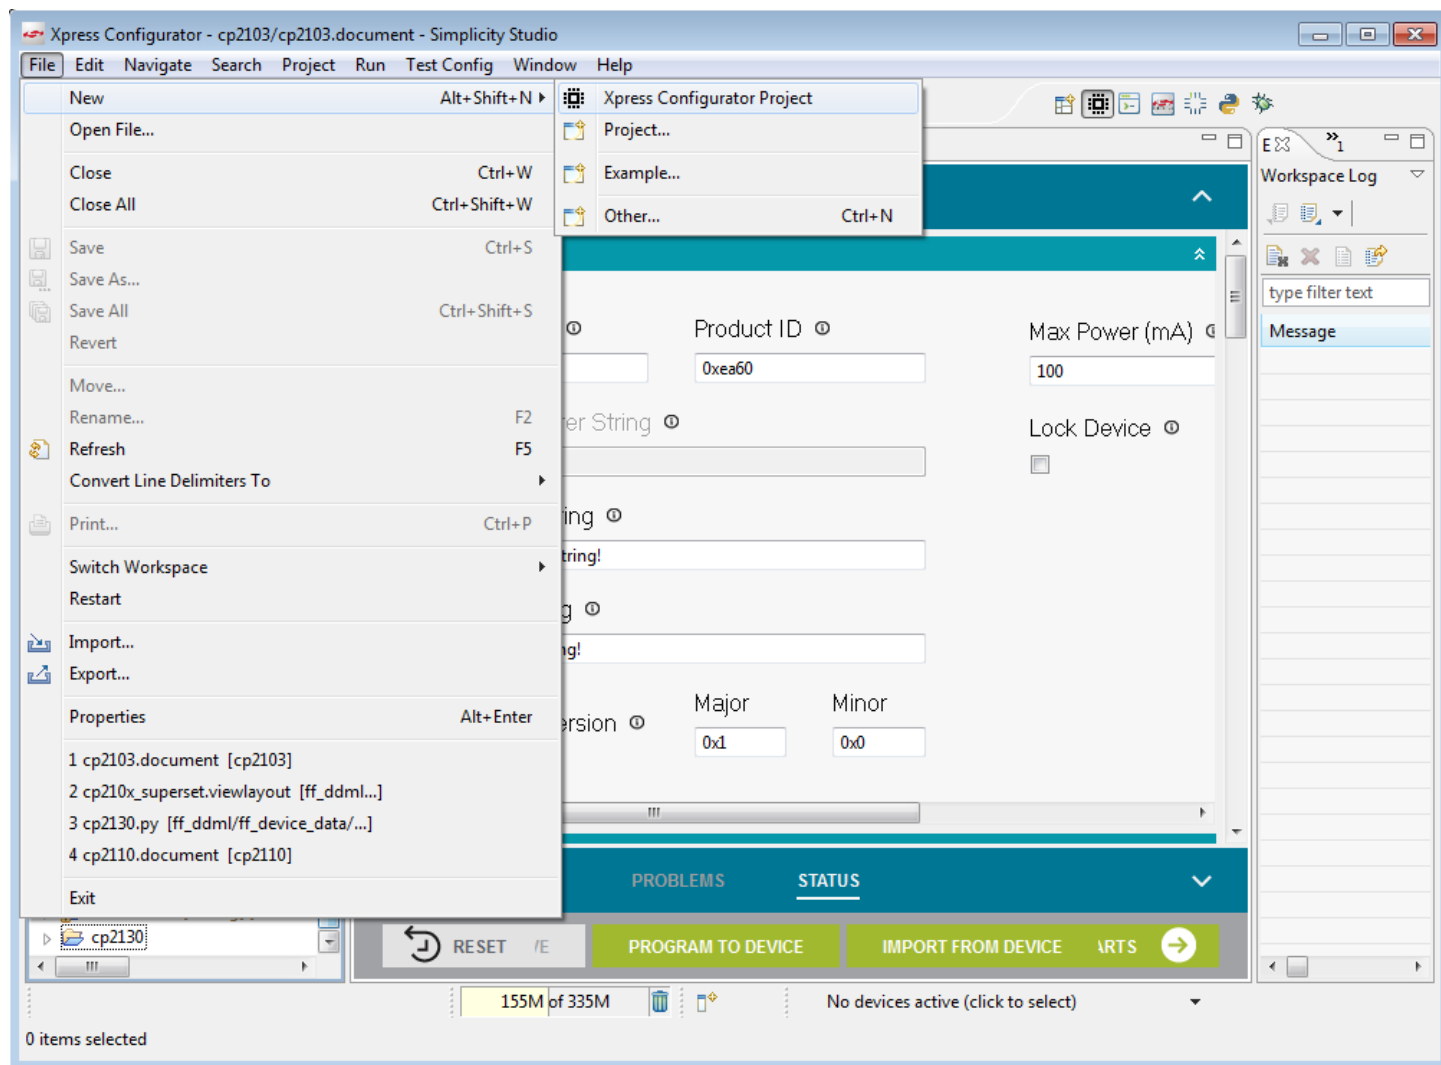 Xpress Configurator - cp2103/cp2103.document - Simplicity Studio
File Edit Navigate Search Project Run Test Config Window Help
New Alt+Shift+N
Open File...
Close Ctrl+W
Close All Ctrl+Shift+W
Save Ctrl+S
Save As...
Save All Ctrl+Shift+S
Revert
Move...
Rename... F2
Refresh F5
Convert Line Delimiters To
Print... Ctrl+P
Switch Workspace
Restart
Import...
Export...
Properties Alt+Enter
1 cp2103.document [cp2103]
2 cp210x_superset.viewlayout [ff_ddml...]
3 cp2130.py [ff_ddml/ff_device_data/...]
4 cp2110.document [cp2110]
Exit
Xpress Configurator Project
Project...
Example...
Other... Ctrl+N
Product ID
0xea60
Max Power (mA)
100
er String
Lock Device
ing
tring!
g
ng!
ersion
Major Minor
0x1 0x0
PROBLEMS STATUS
RESET VE PROGRAM TO DEVICE IMPORT FROM DEVICE ARTS
E 1
Workspace Log
type filter text
Message
cp2130
155M of 335M
No devices active (click to select)
0 items selected